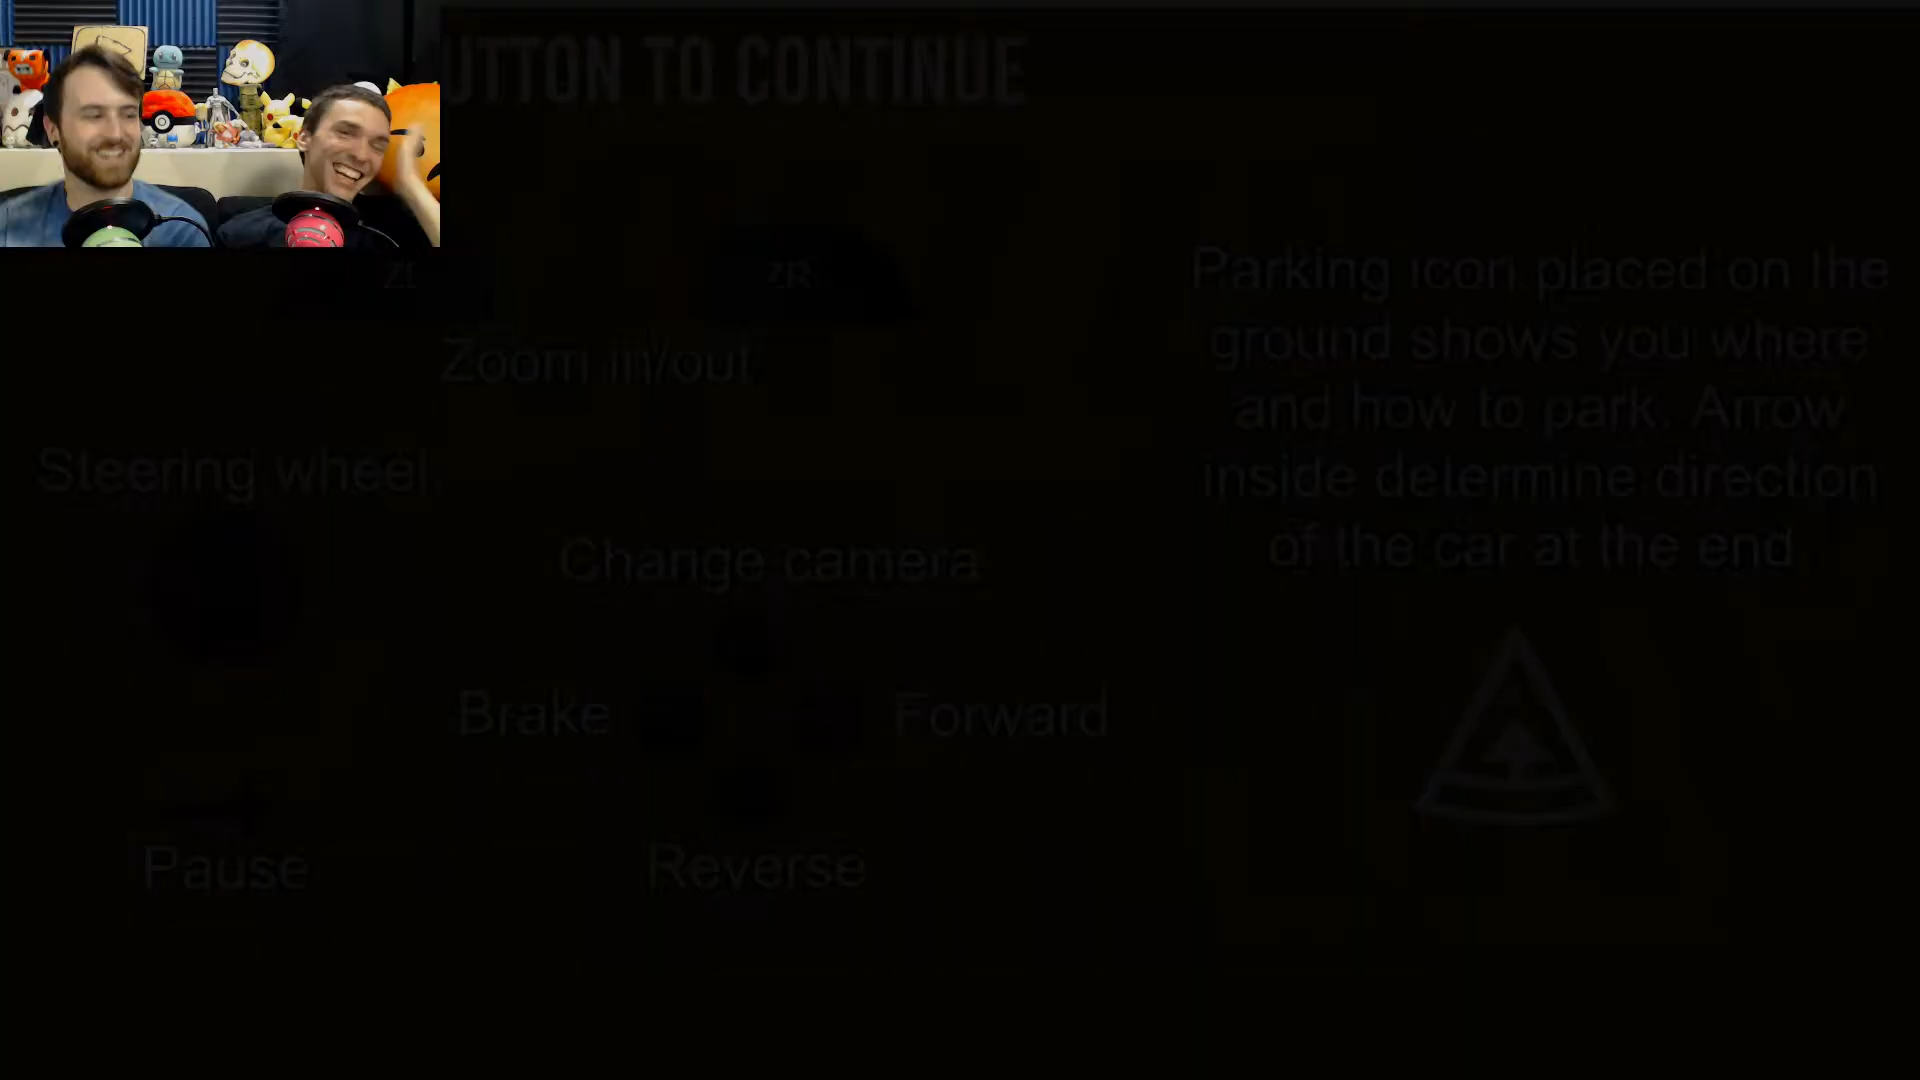 UTTON TO CONTINUE
ZL
ZR
Zoom in/out
Steering wheel
Change camera
Brake
Forward
Pause
Reverse
Parking icon placed on the
ground shows you where
and how to park. Arrow
inside determine direction
of the car at the end